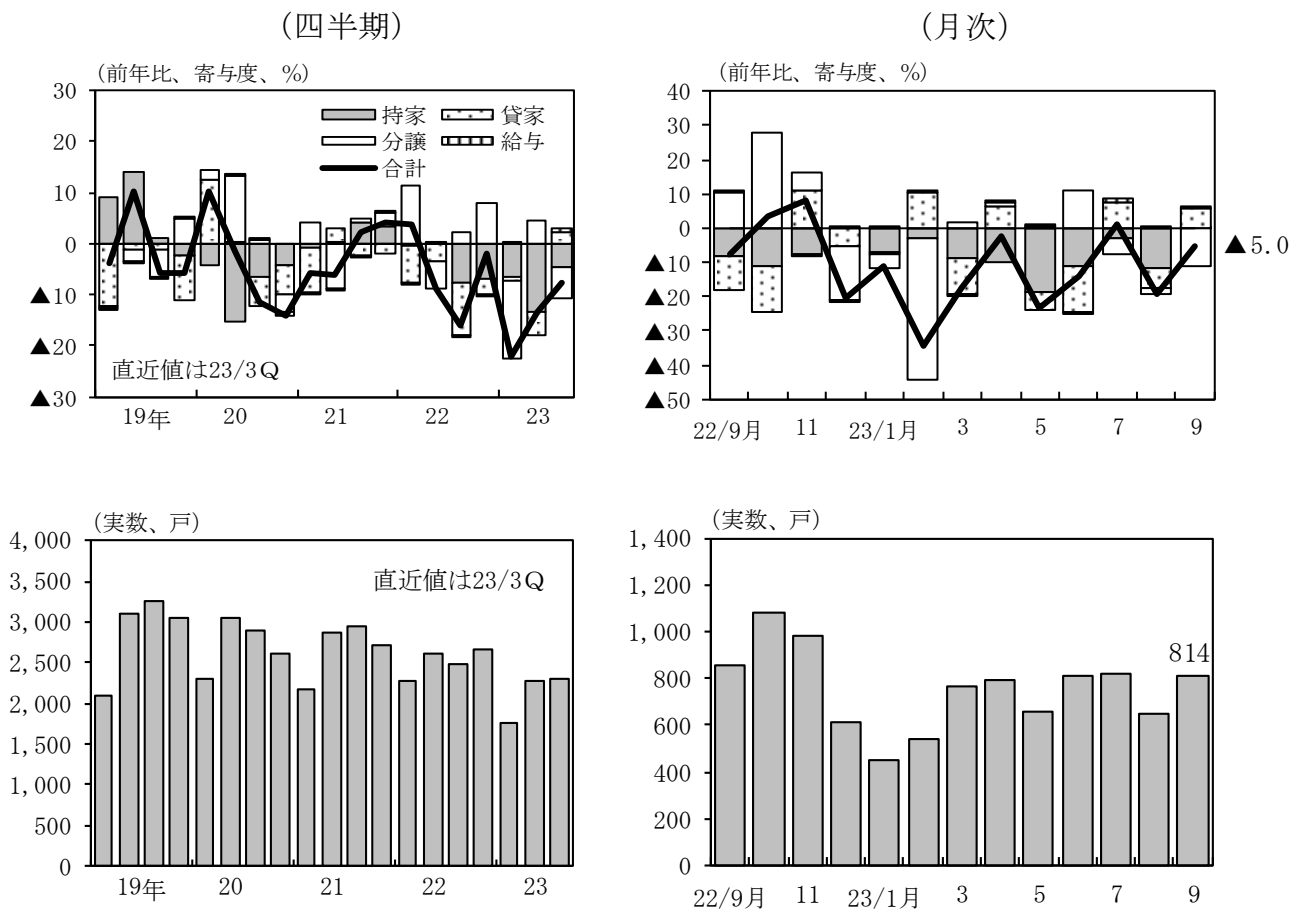 (四半期)
(前年比、寄与度、%)
30
20
10
0
▲10
▲20
▲30
持家
貸家
分譲
給与
合計
直近値は23/3Q
19年
20
21
22
23
(月次)
(前年比、寄与度、%)
40
30
20
10
0
▲10
▲20
▲30
▲40
▲50
▲5.0
22/9月
11
23/1月
3
5
7
9
(実数、戸)
4,000
3,500
3,000
2,500
2,000
1,500
1,000
500
0
直近値は23/3Q
19年
20
21
22
23
(実数、戸)
1,400
1,200
1,000
800
600
400
200
0
814
22/9月
11
23/1月
3
5
7
9